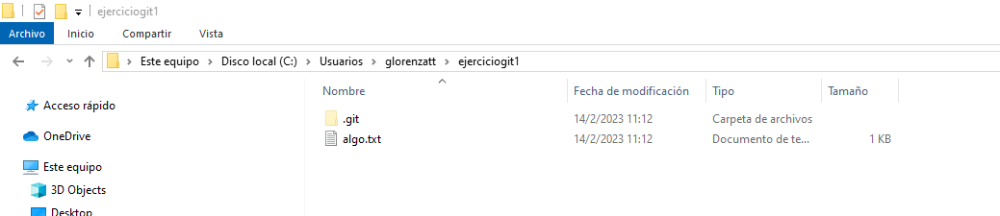 ejerciciogit1
Archivo Inicio Compartir Vista
Este equipo Disco local (C:) Usuarios glorenzatt ejerciciogit1
Nombre Fecha de modificación Tipo Tamaño
Acceso rápido
.git 14/2/2023 11:12 Carpeta de archivos
OneDrive
algo.txt 14/2/2023 11:12 Documento de te... 1 KB
Este equipo
3D Objects
Desktop